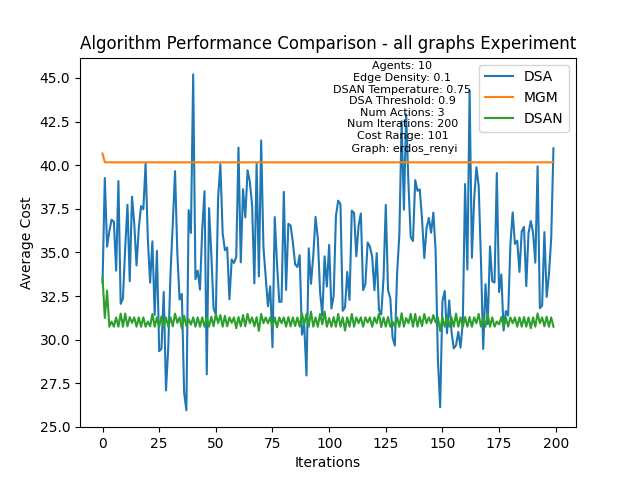 Algorithm Performance Comparison - all graphs Experiment
Agents: 10
Edge Density: 0.1
DSAN Temperature: 0.75
DSA Threshold: 0.9
Num Actions: 3
Num Iterations: 200
Cost Range: 101
Graph: erdos_renyi
DSA
MGM
DSAN
Average Cost
45.0
42.5
40.0
37.5
35.0
32.5
30.0
27.5
25.0
0 25 50 75 100 125 150 175 200
Iterations